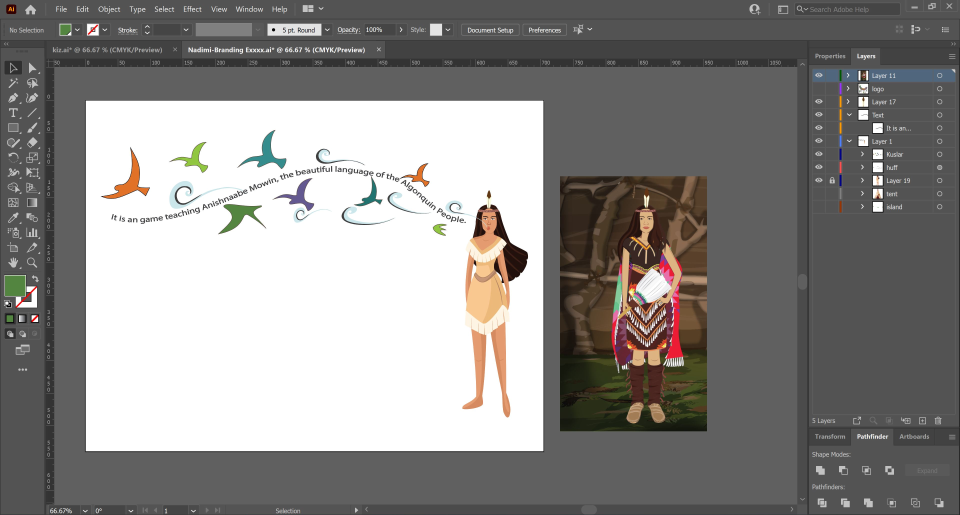 Ai File Edit Object Type Select Effect View Window Help Search Adobe Help
No Selection Stroke: 5 pt. Round Opacity: 100% Style: Document Setup Preferences
kiz.ai* @ 66.67 % (CMYK/Preview) Nadimi-Branding Exxxx.ai* @ 66.67 % (CMYK/Preview)
It is an game teaching Anishnaabe Mowin, the beautiful language of the Algonquin People.
Properties Layers
Layer 11
logo
Layer 17
Text
It is an...
Layer 1
Kuslar
huff
Layer 19
tent
island
5 Layers
Transform Pathfinder Artboards
Shape Modes:
Expand
Pathfinders:
66.67% 0° 1 Selection